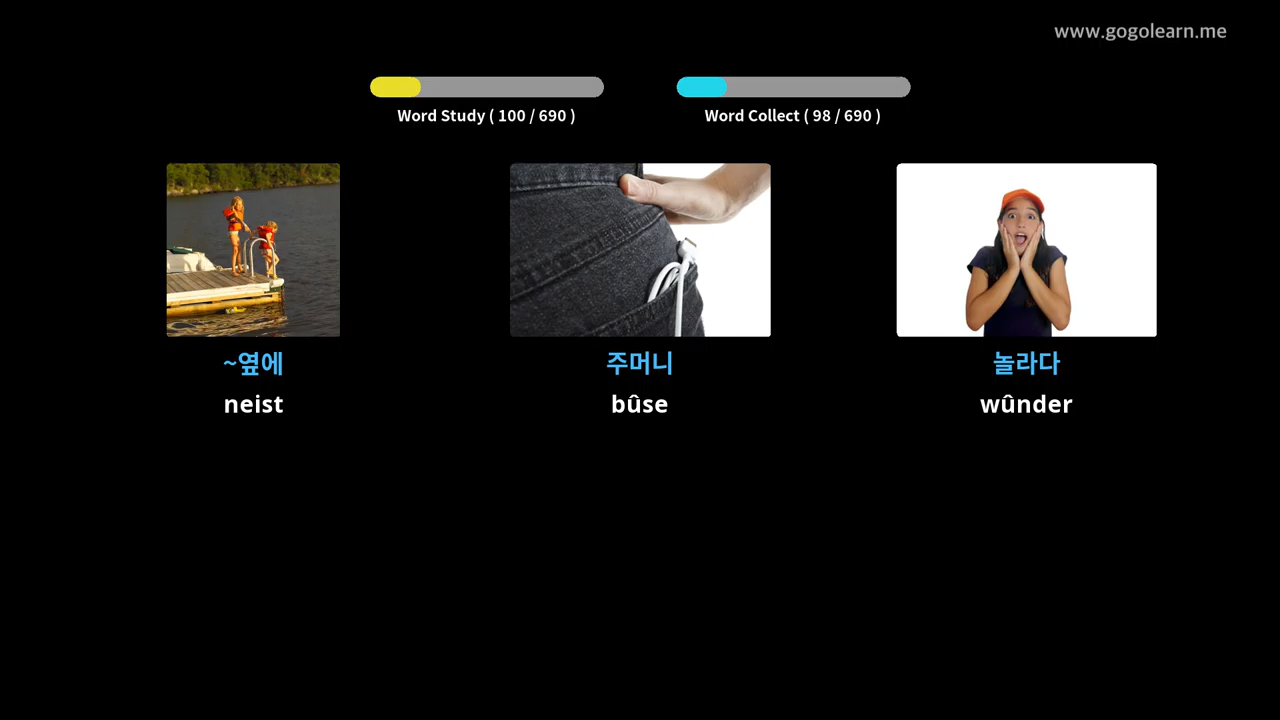 www.gogolearn.me
Word Study ( 100 / 690 )
Word Collect ( 98 / 690 )
~옆에
주머니
놀라다
neist
bûse
wûnder